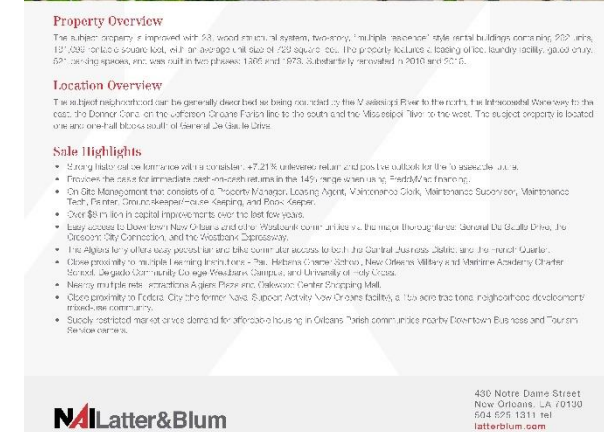 Property Overview
The subject property is improved with 23, wood structural system, two-story, "multiple residence" style rental buildings containing 262 units,
rentable square feet, with an average unit size of 729 square feet. The property features a leasing office, laundry facility, gated entry,
521 parking spaces, and was built in two phases: 1965 and 1973. Substantially renovated in 2010 and
Location Overview
The subject neighborhood can be generally described as being bounded by the Mississippi River to the north, the Intracoastal Waterway to the
east, the Donner Canal on the Jefferson-Orleans Parish line to the south and the Mississippi River to the west. The subject property is located
one and one-half blocks south of General De Gaulle Drive.
Sale Highlights
• Strong historical performance with a consistent +7.21% unlevered return and positive outlook for the foreseeable future.
• Provides the basis for immediate cash-on-cash returns in the 14% range when using FreddyMac financing.
• On Site Management that consists of a Property Manager, Leasing Agent, Maintenance Clerk, Maintenance Supervisor, Maintenance
Tech, Painter, Groundskeeper/House Keeping, and Book Keeper.
• Over $8 million in capital improvements over the last few years.
• Easy access to Downtown New Orleans and other Westbank communities via the major thoroughfares: General De Gaulle Drive, the
Crescent City Connection, and the Westbank Expressway.
• The Algiers ferry offers easy pedestrian and bike commuter access to both the Central Business District and the French Quarter.
• Close proximity to multiple Learning Institutions - Paul Habans Charter School, New Orleans Military and Maritime Academy Charter
School, Delgado Community College Westbank Campus, and University of Holy Cross.
• Nearby multiple retail attractions Algiers Plaza and Oakwood Center Shopping Mall.
• Close proximity to Federal City (the former Naval Support Activity New Orleans facility), a 155 acre traditional neighborhood development/
mixed-use community.
• Supply restricted market drives demand for affordable housing in Orleans Parish communities nearby Downtown Business and Tourism
Service careers.
NAI Latter&Blum
430 Notre Dame Street
New Orleans, LA 70130
504 525 1311 tel
latterblum.com